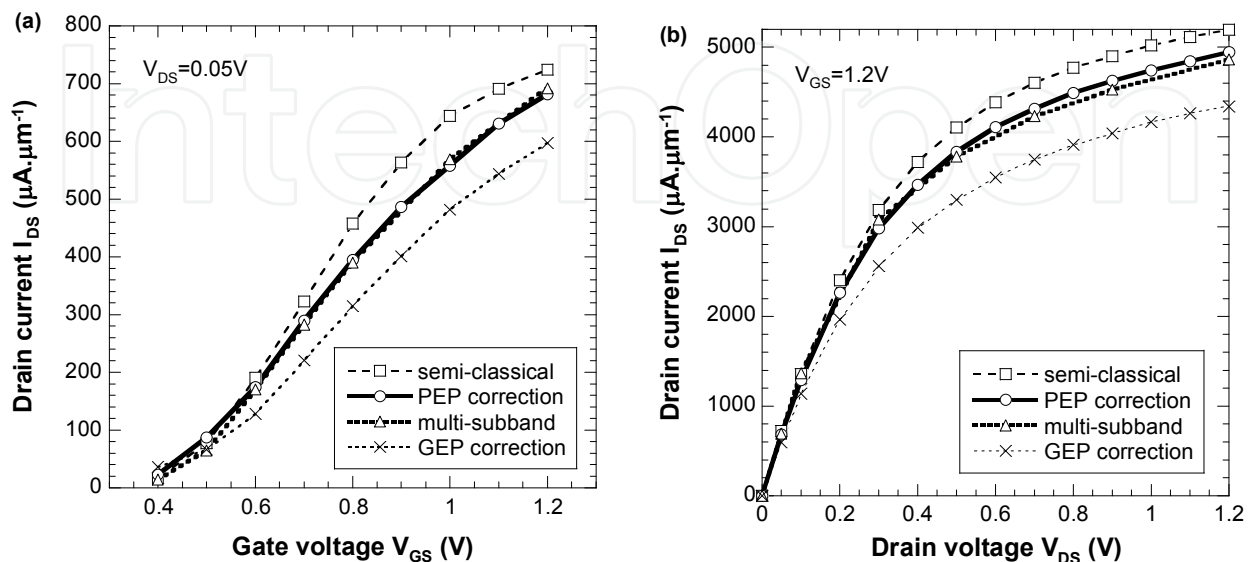 (a)
800
700
600
500
400
300
200
100
0
0.4
0.6
0.8
1
1.2
Drain current I_DS (μA.μm⁻¹)
Gate voltage V_GS (V)
V_DS=0.05V
semi-classical
PEP correction
multi-subband
GEP correction
(b)
5000
4000
3000
2000
1000
0
0
0.2
0.4
0.6
0.8
1
1.2
Drain current I_DS (μA.μm⁻¹)
Drain voltage V_DS (V)
V_GS=1.2V
semi-classical
PEP correction
multi-subband
GEP correction
IntechOpen